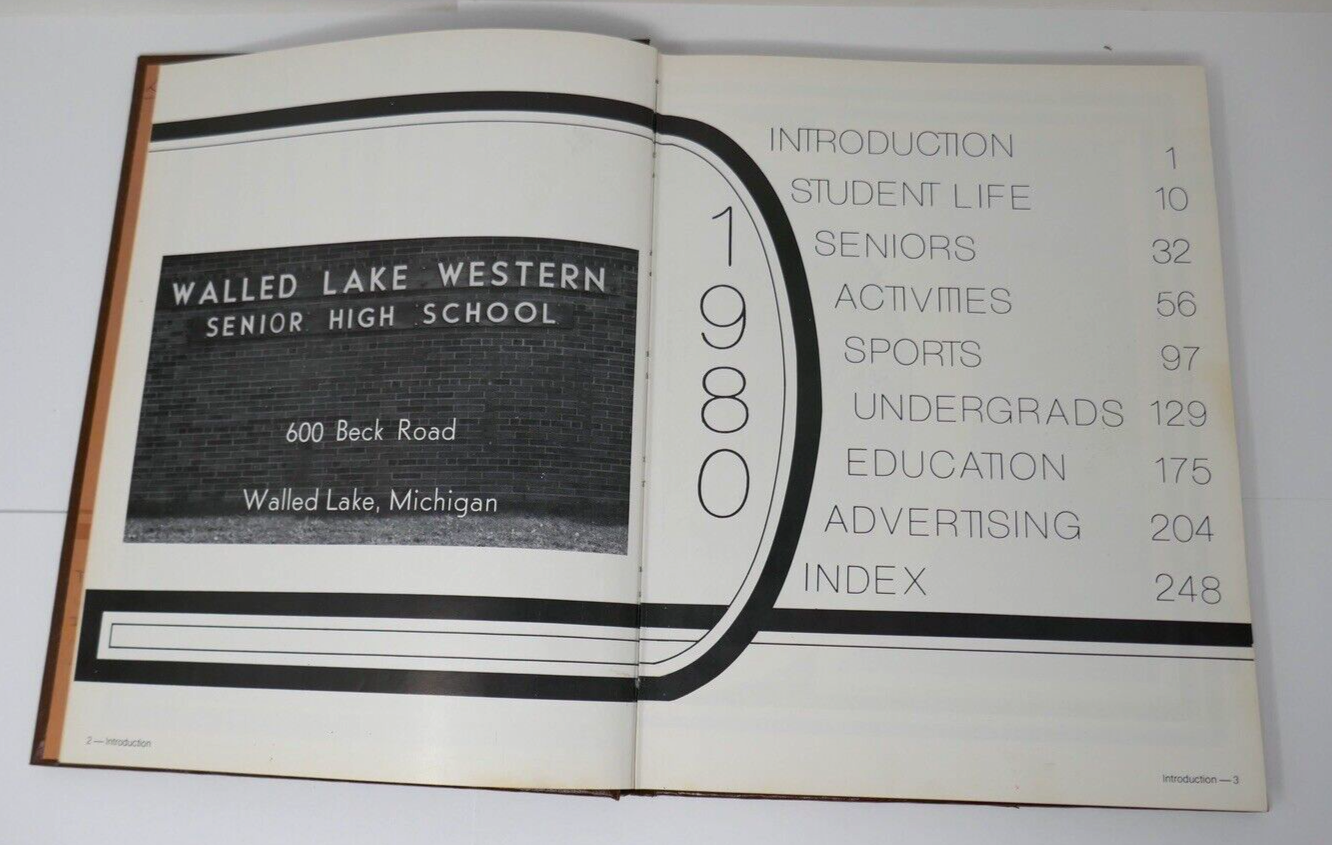 WALLED LAKE WESTERN
SENIOR HIGH SCHOOL
600 Beck Road
Walled Lake, Michigan
2 — Introduction
1980
INTRODUCTION 1
STUDENT LIFE 10
SENIORS 32
ACTIVITIES 56
SPORTS 97
UNDERGRADS 129
EDUCATION 175
ADVERTISING 204
INDEX 248
Introduction — 3